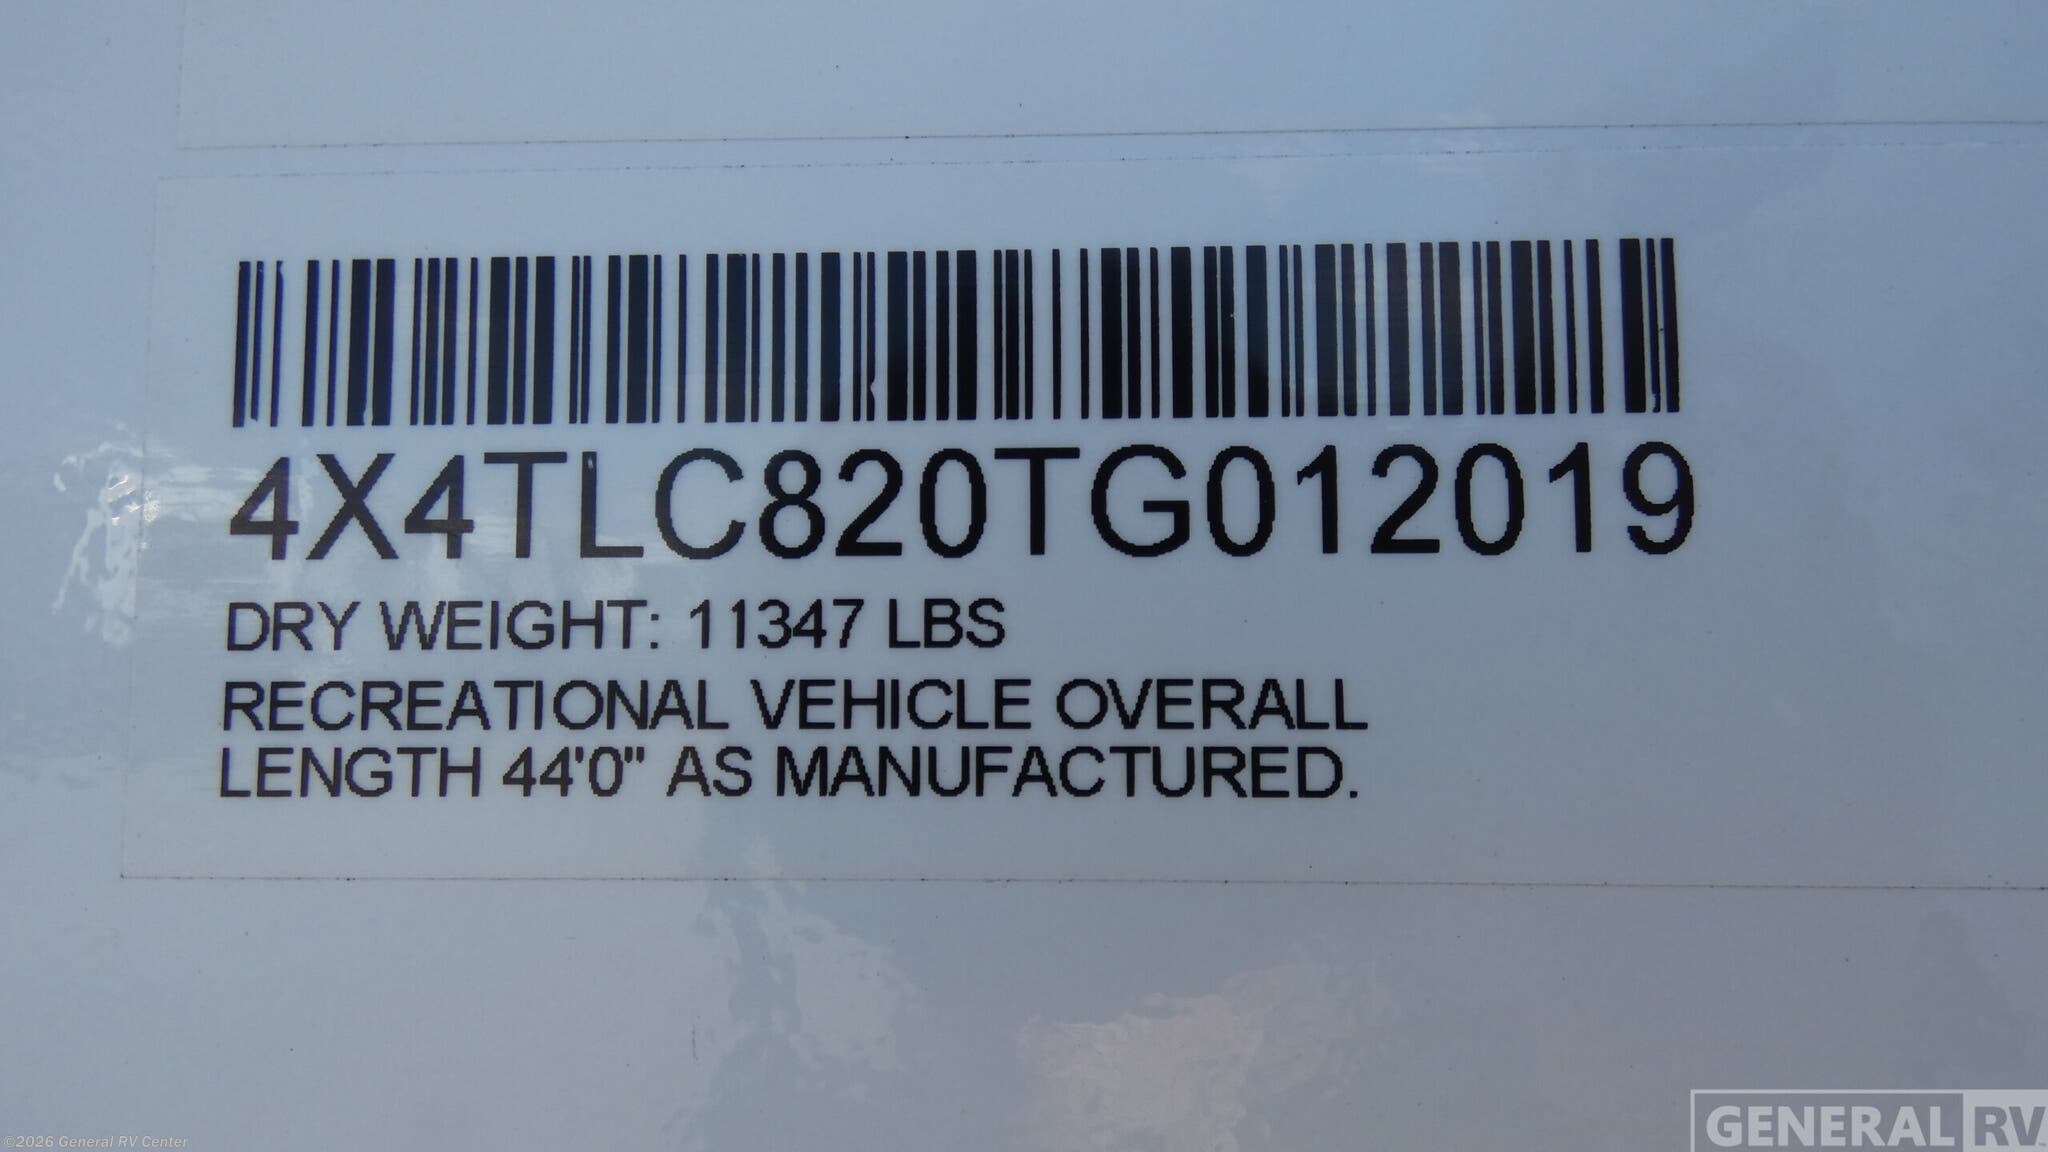 4X4TLC820TG012019
DRY WEIGHT: 11347 LBS
RECREATIONAL VEHICLE OVERALL
LENGTH 44'0" AS MANUFACTURED.
©2026 General RV Center
GENERAL RV